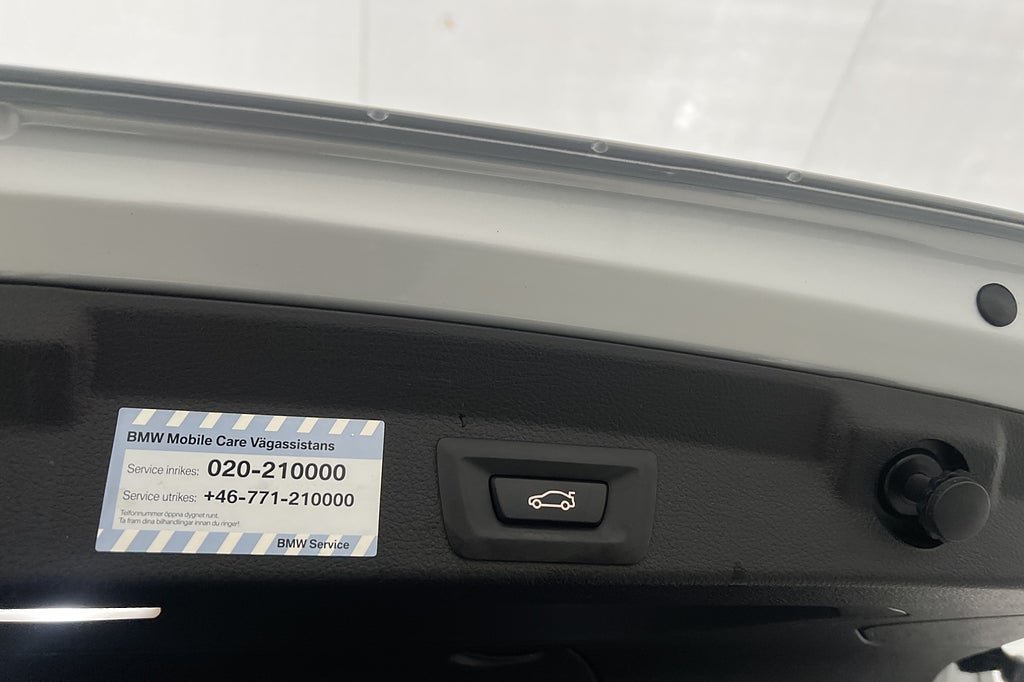 BMW Mobile Care Vägassistans
Service inrikes: 020-210000
Service utrikes: +46-771-210000
Telfonnummer öppna dygnet runt.
Ta fram dina bilhandlingar innan du ringer!
BMW Service